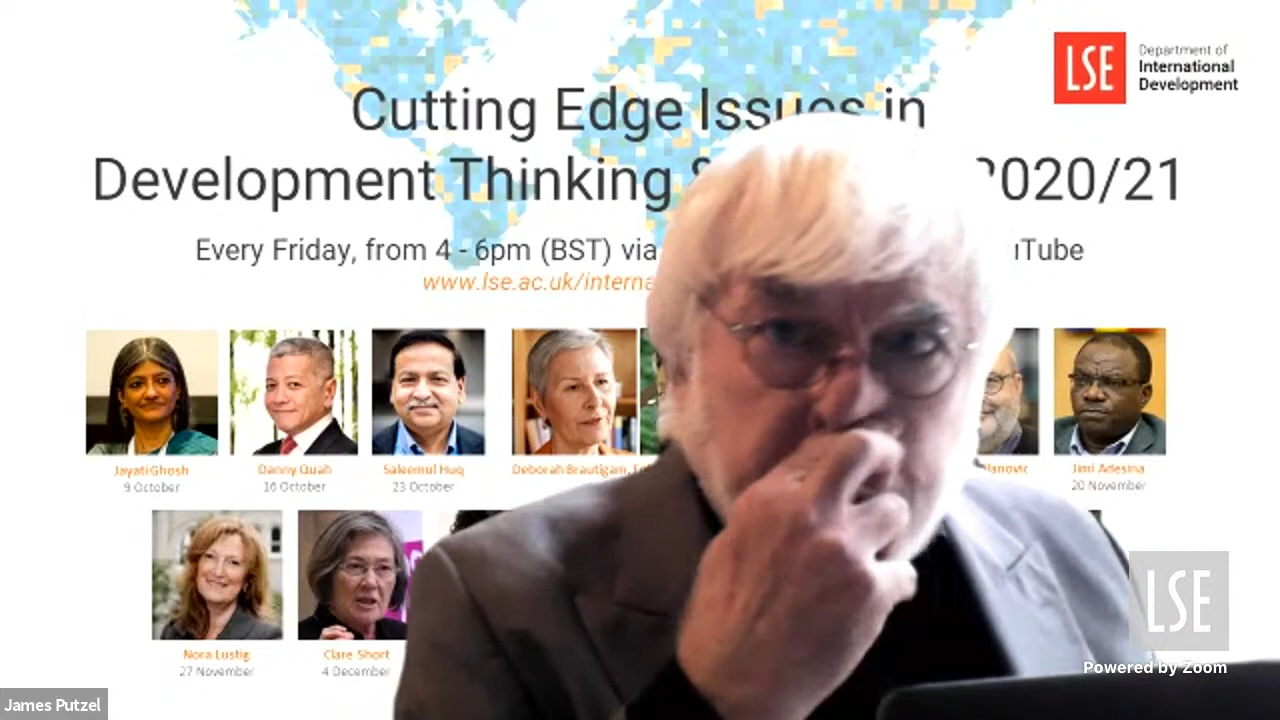 LSE
Department of
International
Development
Cutting Edge Issues in
Development Thinking & 2020/21
Every Friday, from 4 - 6pm (BST) via
www.lse.ac.uk/interna
Jayati Ghosh
9 October
Danny Quah
16 October
Saleemul Huq
23 October
Deborah Brautigam,
Jimi Adesina
20 November
Nora Lustig
27 November
Clare Short
4 December
LSE
Powered by Zoom
James Putzel